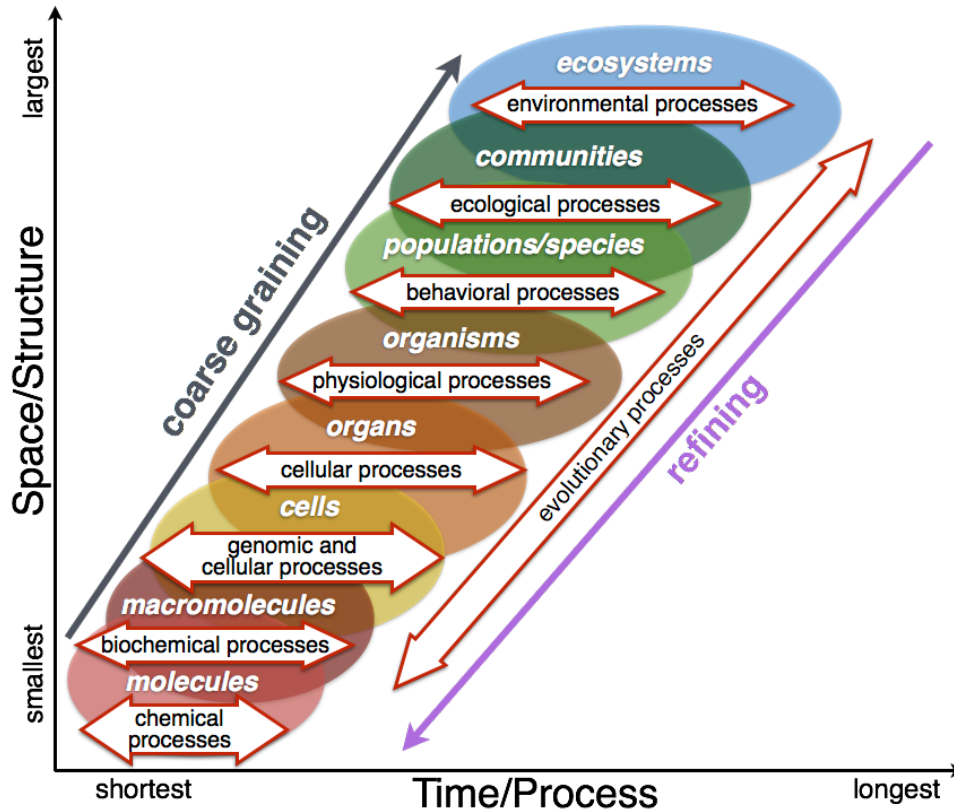 largest
ecosystems
environmental processes
communities
ecological processes
populations/species
behavioral processes
organisms
physiological processes
organs
cellular processes
cells
genomic and
cellular processes
macromolecules
biochemical processes
molecules
chemical
processes
coarse graining
evolutionary processes
refining
Space/Structure
smallest
shortest
Time/Process
longest